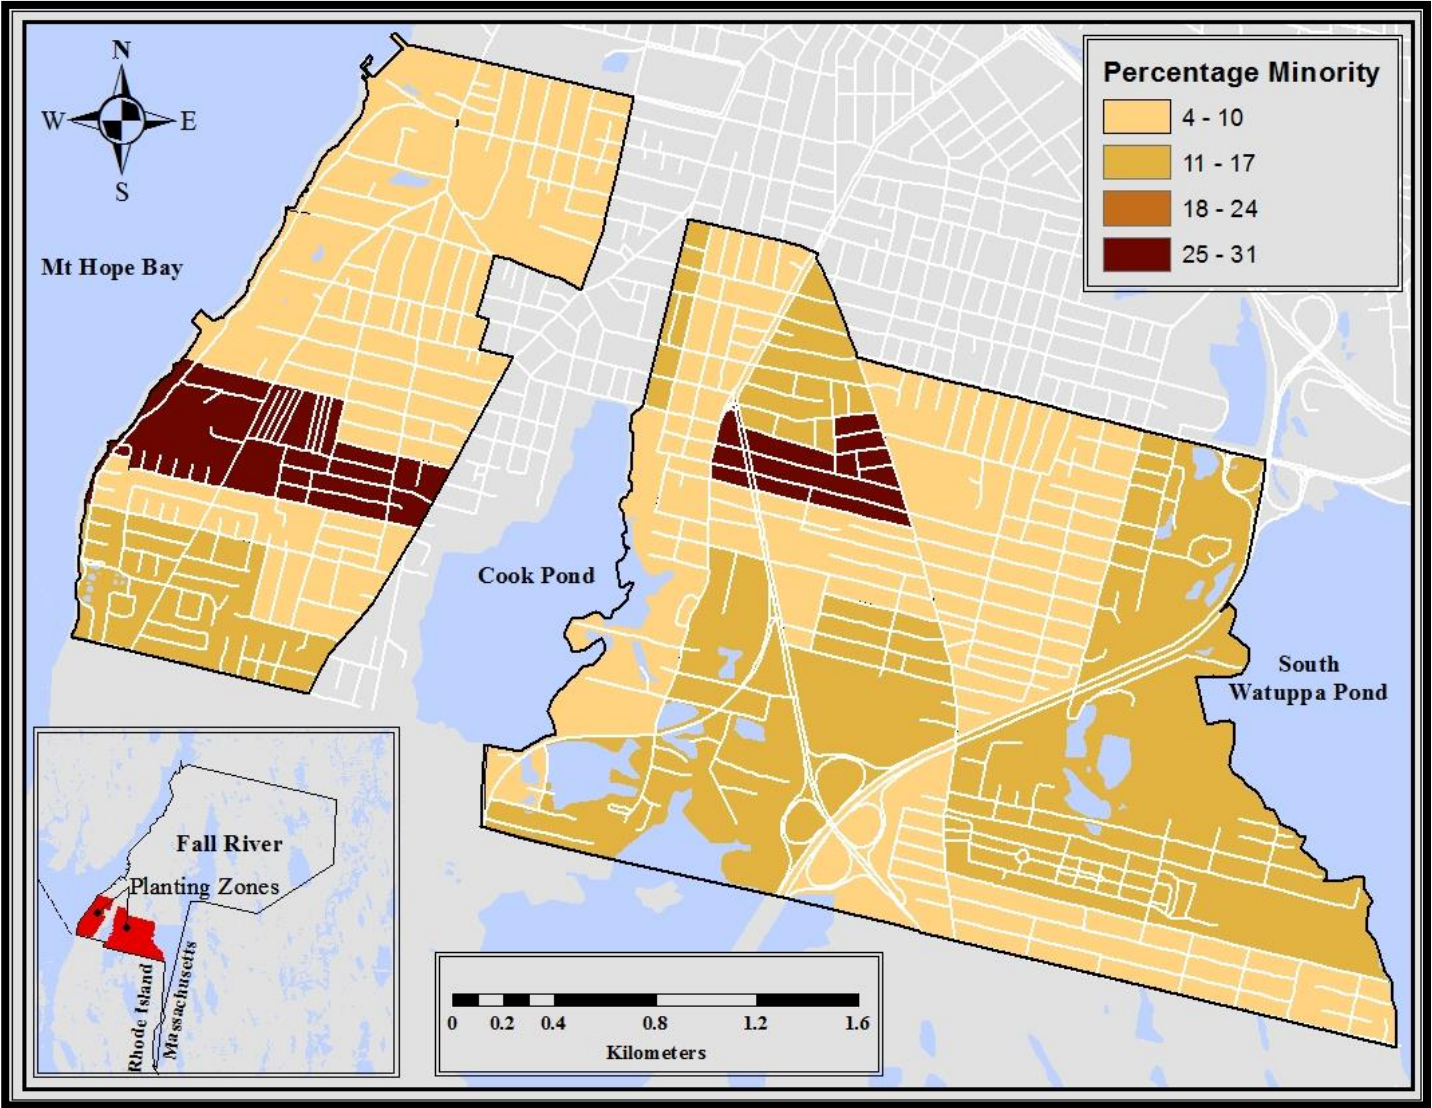 N
W
E
S
Percentage Minority
4 - 10
11 - 17
18 - 24
25 - 31
Mt Hope Bay
Cook Pond
South
Watuppa Pond
Fall River
Planting Zones
Rhode Island
Massachusetts
0 0.2 0.4 0.8 1.2 1.6
Kilometers